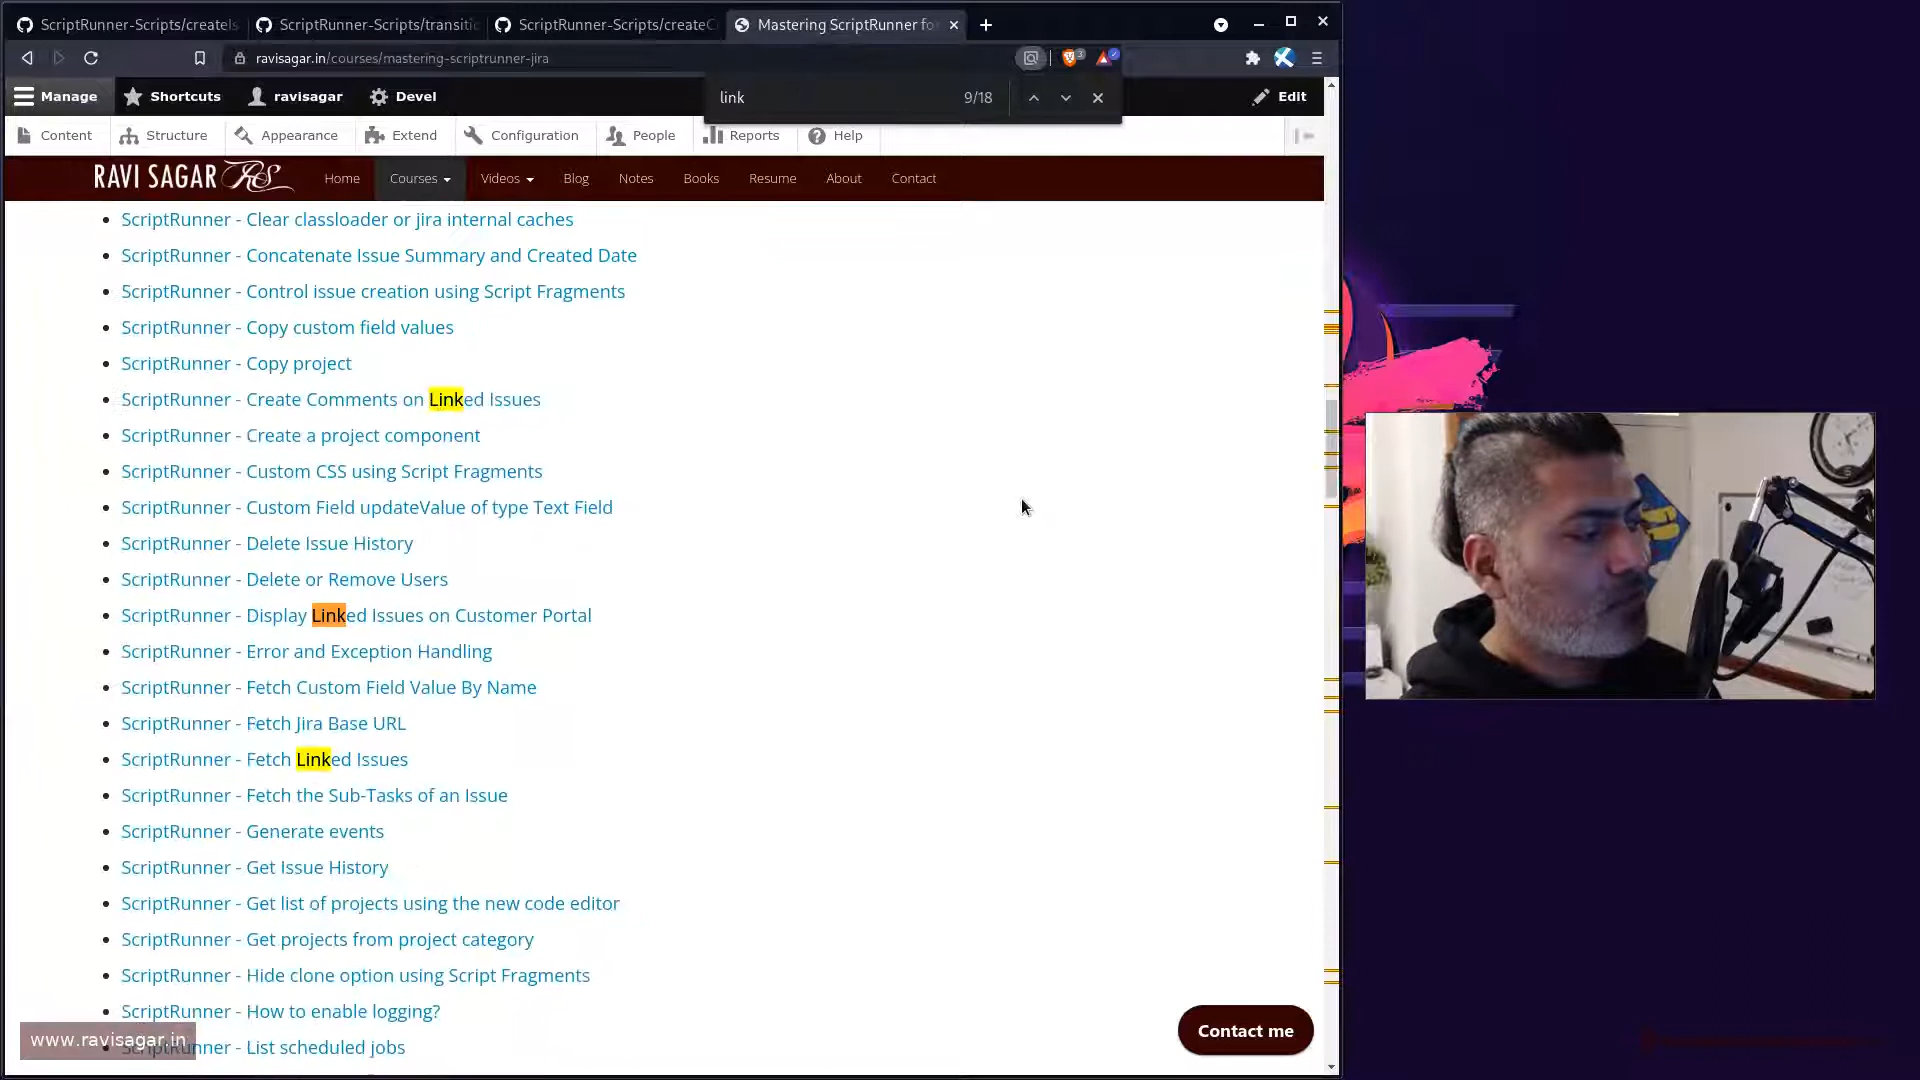 ScriptRunner-Scripts/createIs
ScriptRunner-Scripts/transitio
ScriptRunner-Scripts/createC
Mastering ScriptRunner for
ravisagar.in/courses/mastering-scriptrunner-jira
3
link 9/18
Manage Shortcuts ravisagar Devel Edit
Content Structure Appearance Extend Configuration People Reports Help
RAVI SAGAR RS Home Courses Videos Blog Notes Books Resume About Contact
ScriptRunner - Clear classloader or jira internal caches
ScriptRunner - Concatenate Issue Summary and Created Date
ScriptRunner - Control issue creation using Script Fragments
ScriptRunner - Copy custom field values
ScriptRunner - Copy project
ScriptRunner - Create Comments on Linked Issues
ScriptRunner - Create a project component
ScriptRunner - Custom CSS using Script Fragments
ScriptRunner - Custom Field updateValue of type Text Field
ScriptRunner - Delete Issue History
ScriptRunner - Delete or Remove Users
ScriptRunner - Display Linked Issues on Customer Portal
ScriptRunner - Error and Exception Handling
ScriptRunner - Fetch Custom Field Value By Name
ScriptRunner - Fetch Jira Base URL
ScriptRunner - Fetch Linked Issues
ScriptRunner - Fetch the Sub-Tasks of an Issue
ScriptRunner - Generate events
ScriptRunner - Get Issue History
ScriptRunner - Get list of projects using the new code editor
ScriptRunner - Get projects from project category
ScriptRunner - Hide clone option using Script Fragments
ScriptRunner - How to enable logging?
ScriptRunner - List scheduled jobs
www.ravisagar.in
Contact me